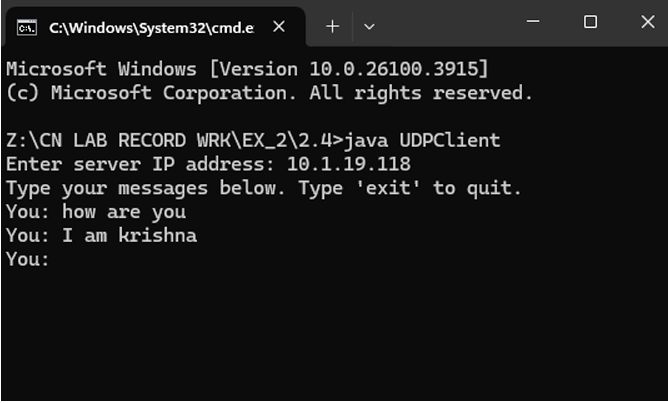 C:\Windows\System32\cmd.e
Microsoft Windows [Version 10.0.26100.3915]
(c) Microsoft Corporation. All rights reserved.
Z:\CN LAB RECORD WRK\EX_2\2.4>java UDPClient
Enter server IP address: 10.1.19.118
Type your messages below. Type 'exit' to quit.
You: how are you
You: I am krishna
You: